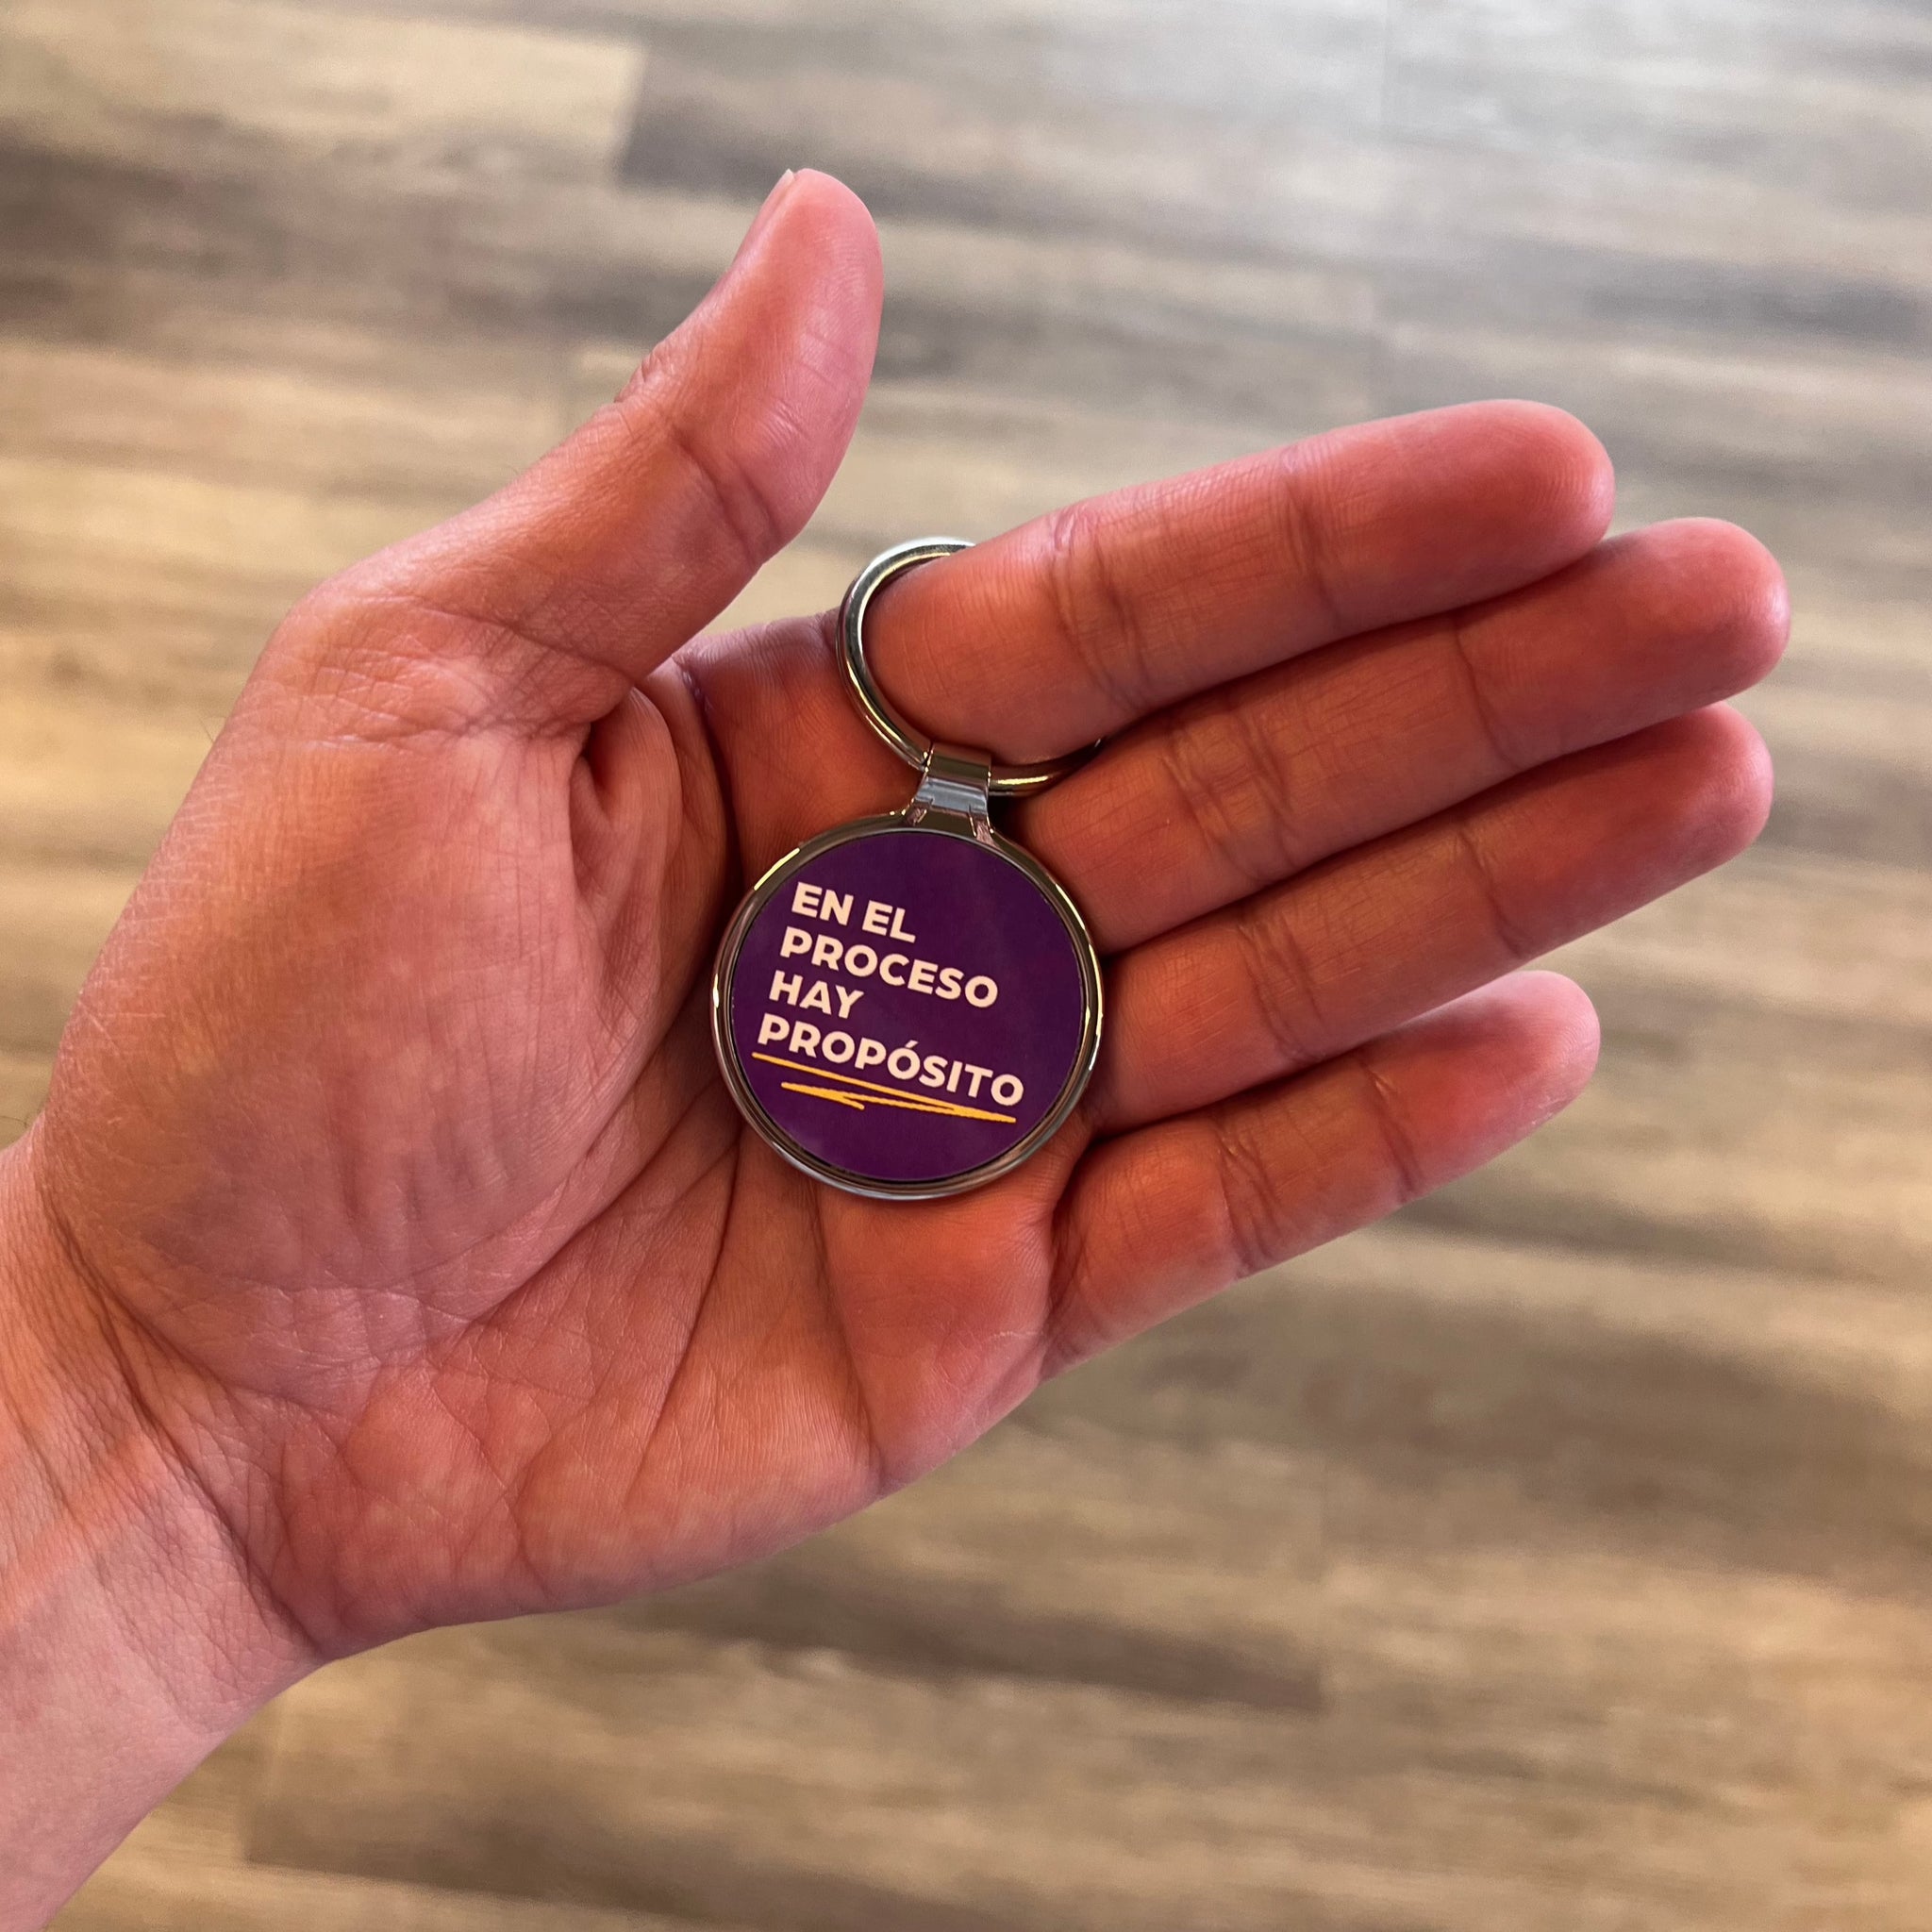 EN EL
PROCESO
HAY
PROPÓSITO